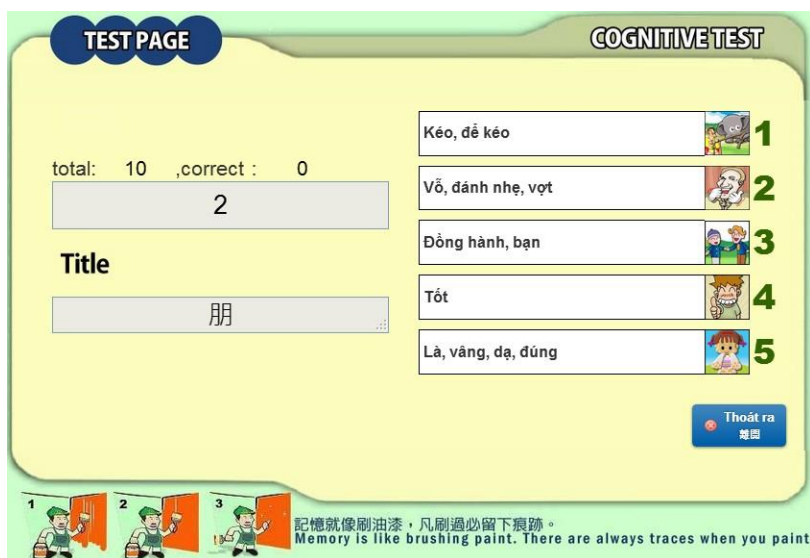 TEST PAGE
COGNITIVE TEST
total: 10 ,correct : 0
2
Title
朋
Kéo, để kéo
1
Vỗ, đánh nhẹ, vợt
2
Đồng hành, bạn
3
Tốt
4
Là, vâng, dạ, đúng
5
Thoát ra
離開
1
2
3
記憶就像刷油漆，凡刷過必留下痕跡。
Memory is like brushing paint. There are always traces when you paint